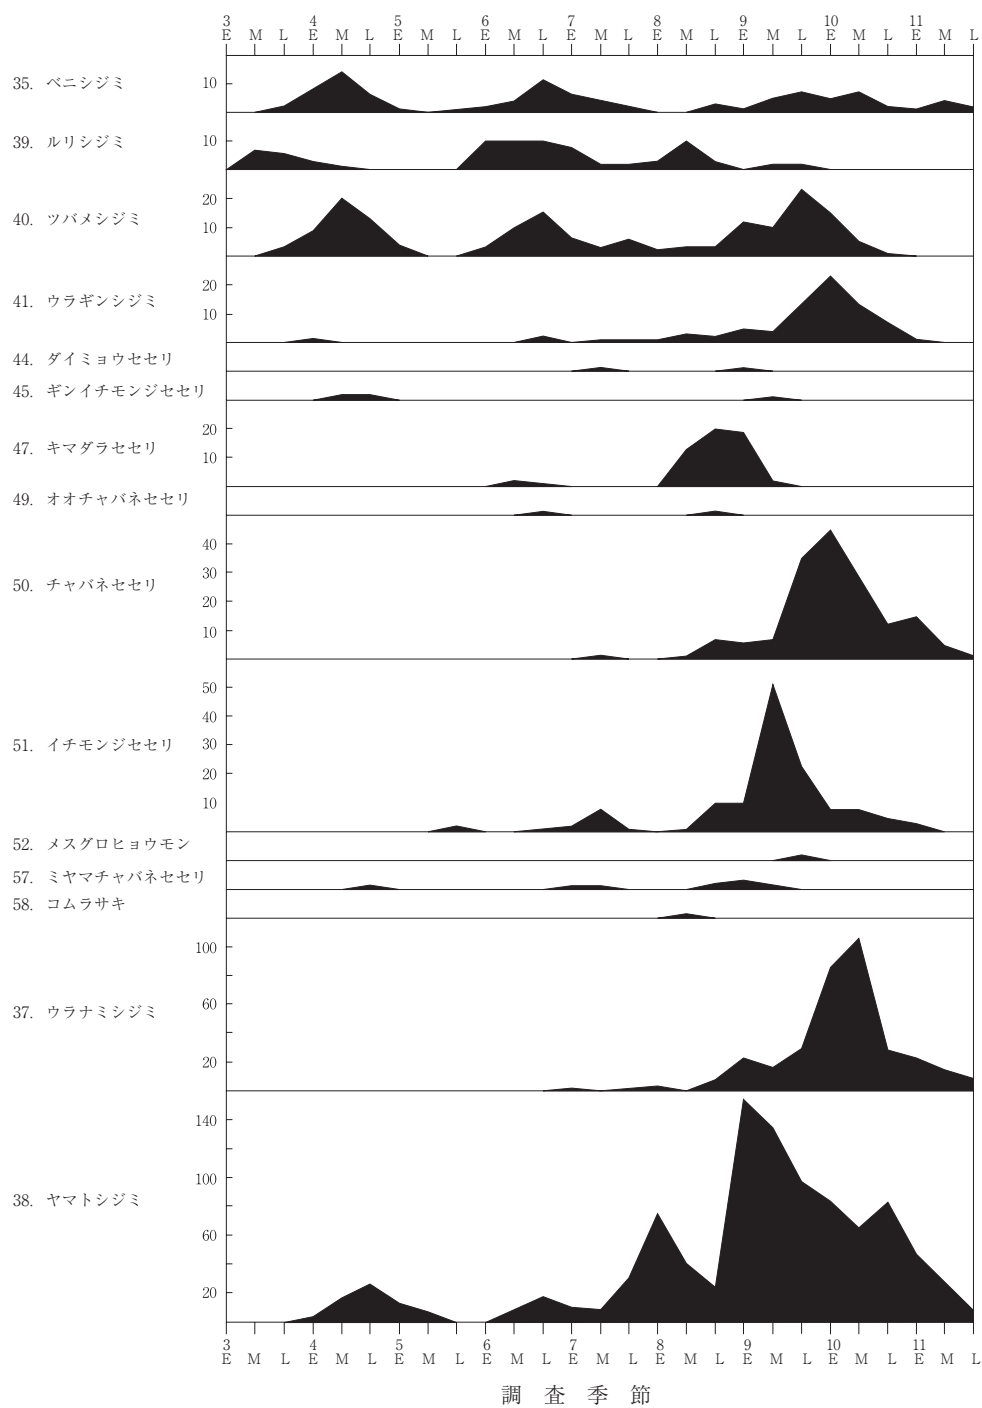 3 4 5 6 7 8 9 10 11
E M L E M L E M L E M L E M L E M L E M L E M L E M L
35. ベニシジミ
10
39. ルリシジミ
10
40. ツバメシジミ
20
10
41. ウラギンシジミ
20
10
44. ダイミョウセセリ
45. ギンイチモンジセセリ
47. キマダラセセリ
20
10
49. オオチャバネセセリ
50. チャバネセセリ
40
30
20
10
51. イチモンジセセリ
50
40
30
20
10
52. メスグロヒョウモン
57. ミヤマチャバネセセリ
58. コムラサキ
37. ウラナミシジミ
100
60
20
38. ヤマトシジミ
140
100
60
20
3 4 5 6 7 8 9 10 11
E M L E M L E M L E M L E M L E M L E M L E M L E M L
調査季節